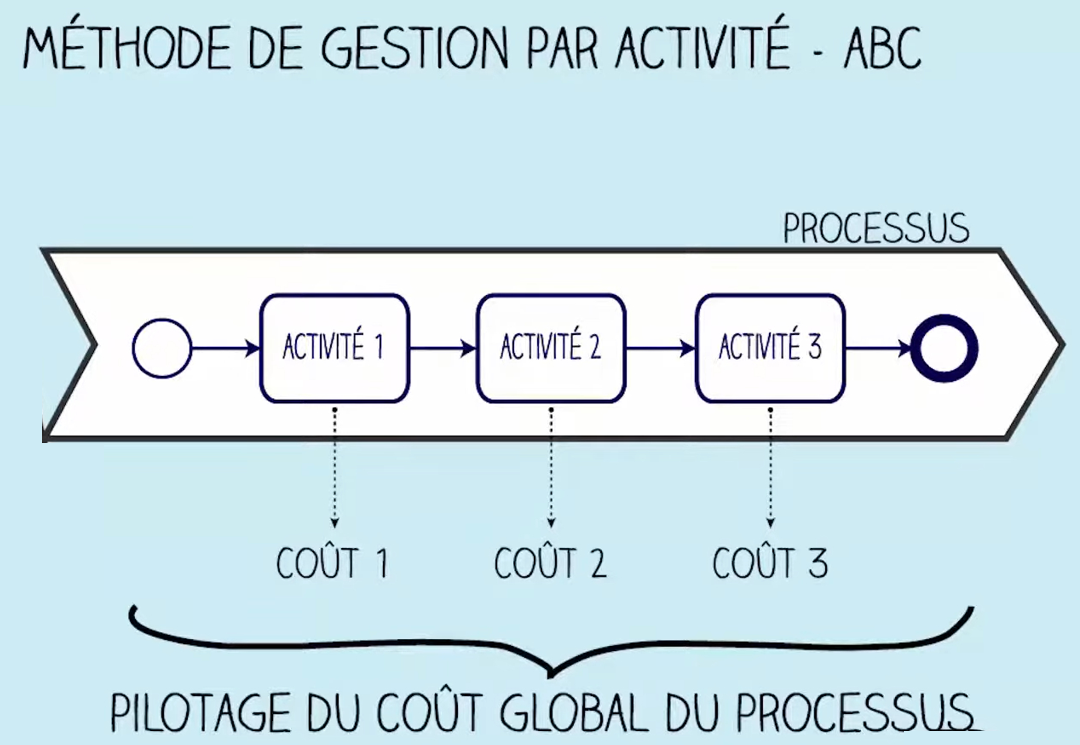 MÉTHODE DE GESTION PAR ACTIVITÉ - ABC
PROCESSUS
ACTIVITÉ 1
ACTIVITÉ 2
ACTIVITÉ 3
COÛT 1
COÛT 2
COÛT 3
PILOTAGE DU COÛT GLOBAL DU PROCESSUS